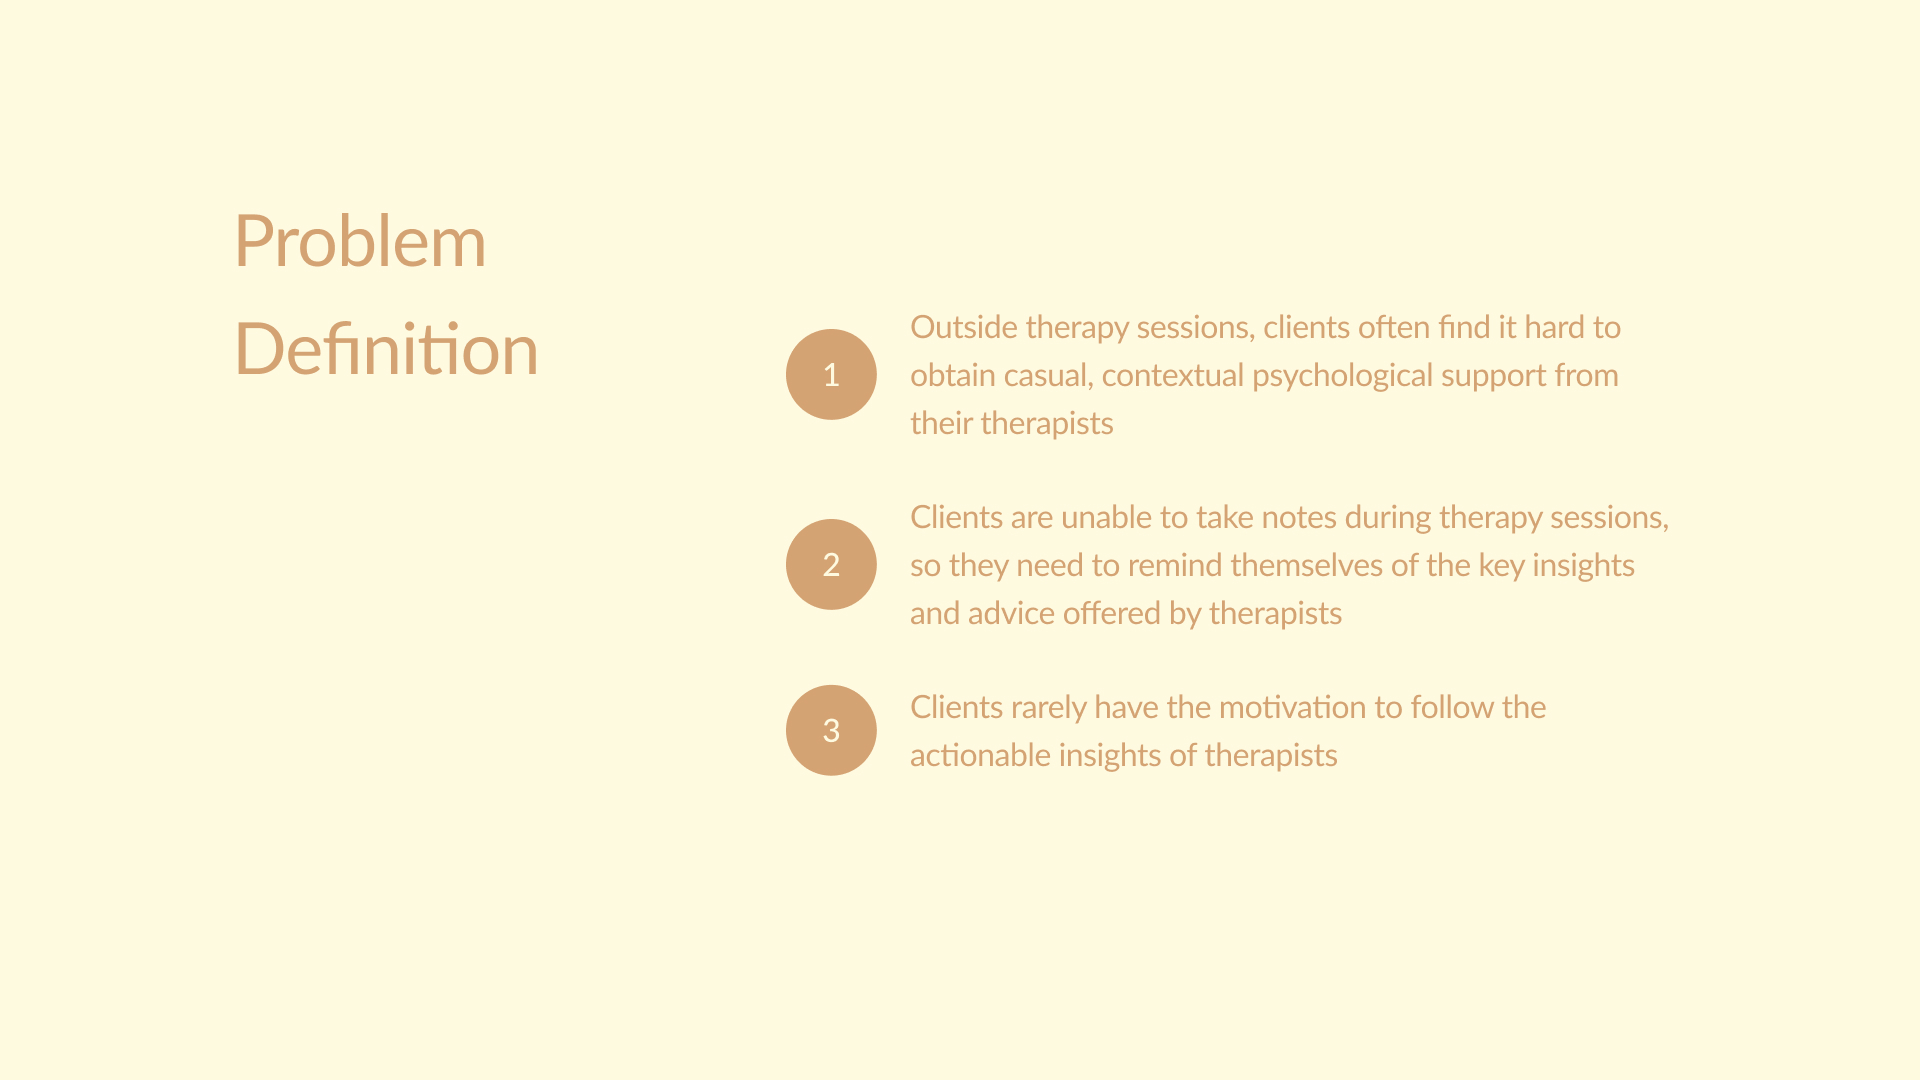 Problem
Definition
1
Outside therapy sessions, clients often find it hard to
obtain casual, contextual psychological support from
their therapists
2
Clients are unable to take notes during therapy sessions,
so they need to remind themselves of the key insights
and advice offered by therapists
3
Clients rarely have the motivation to follow the
actionable insights of therapists